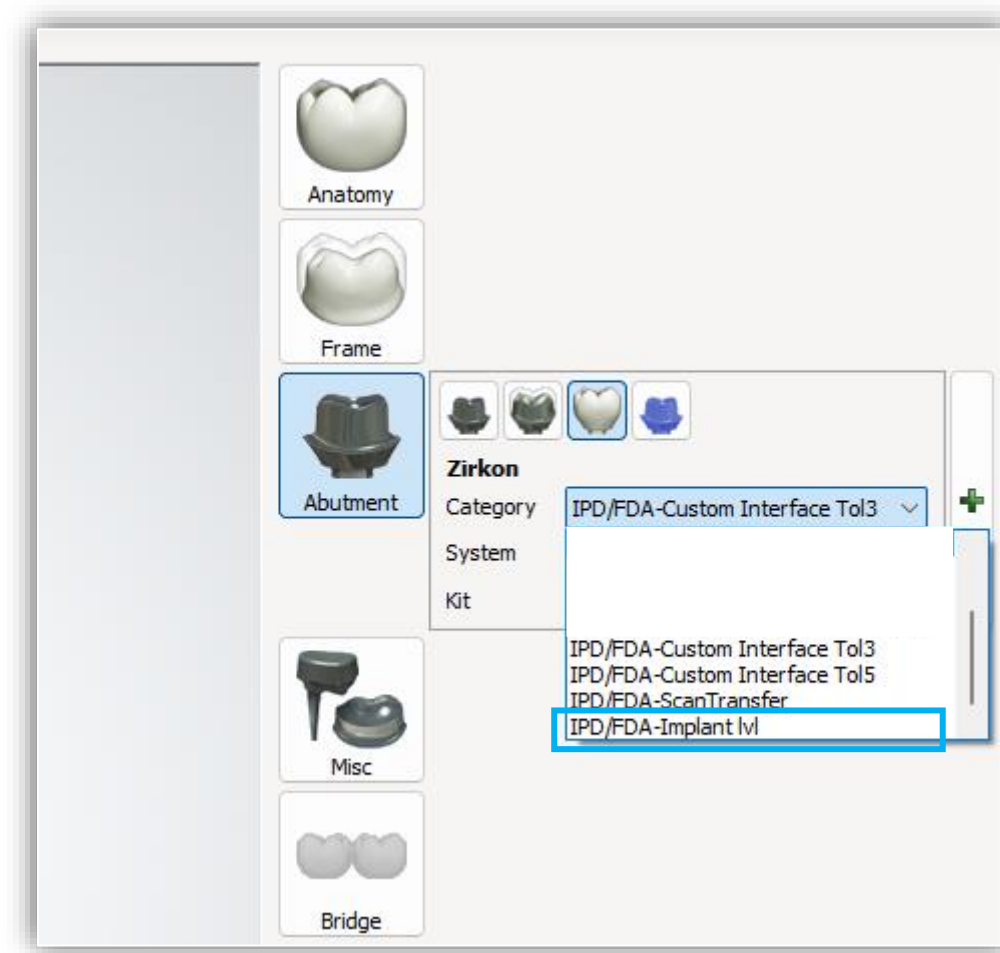 Anatomy
Frame
Abutment
Zirkon
Category IPD/FDA-Custom Interface Tol3
System
Kit
IPD/FDA-Custom Interface Tol3
IPD/FDA-Custom Interface Tol5
IPD/FDA-ScanTransfer
IPD/FDA-Implant lvl
Misc
Bridge